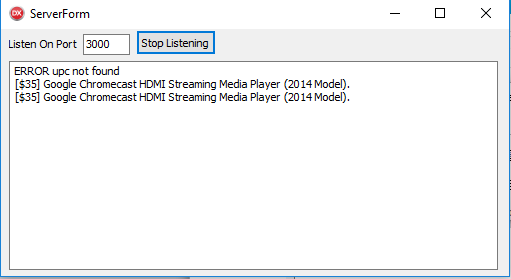 DX ServerForm
Listen On Port 3000 Stop Listening
ERROR upc not found
[$35] Google Chromecast HDMI Streaming Media Player (2014 Model).
[$35] Google Chromecast HDMI Streaming Media Player (2014 Model).